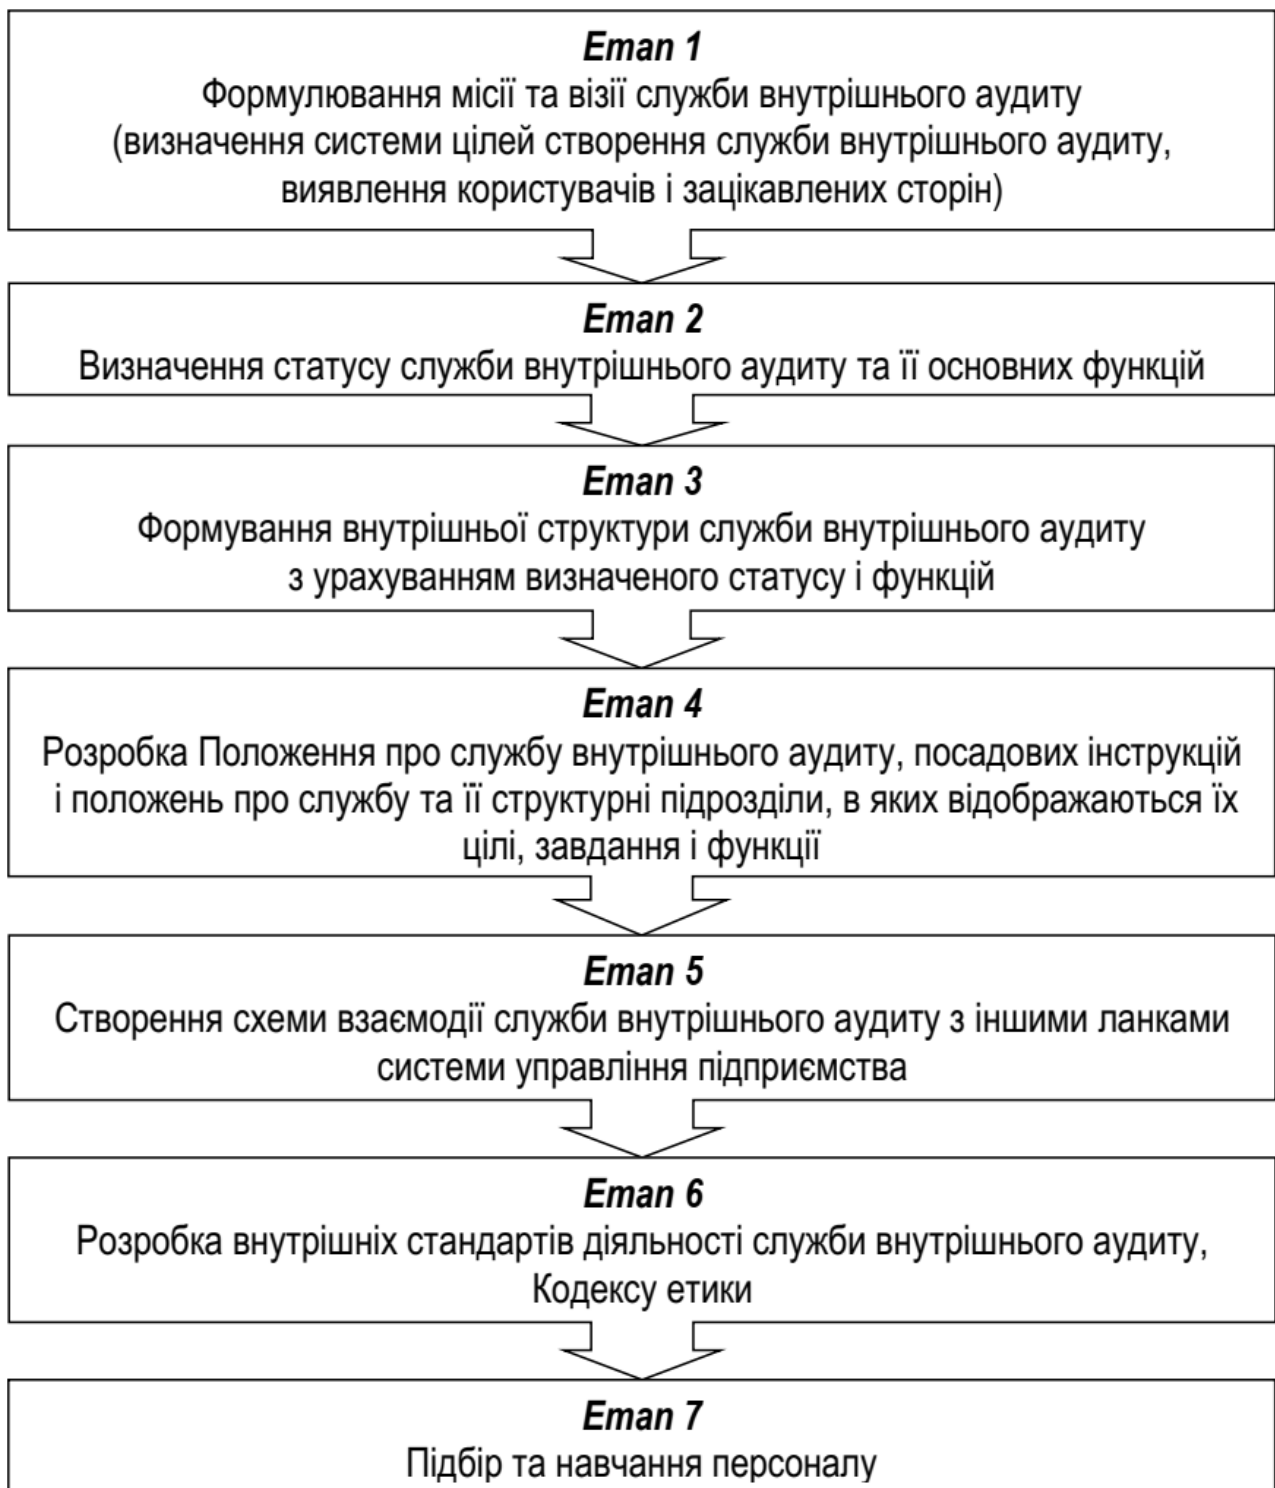 Етап 1
Формулювання місії та візії служби внутрішнього аудиту
(визначення системи цілей створення служби внутрішнього аудиту,
виявлення користувачів і зацікавлених сторін)
Етап 2
Визначення статусу служби внутрішнього аудиту та її основних функцій
Етап 3
Формування внутрішньої структури служби внутрішнього аудиту
з урахуванням визначеного статусу і функцій
Етап 4
Розробка Положення про службу внутрішнього аудиту, посадових інструкцій
і положень про службу та її структурні підрозділи, в яких відображаються їх
цілі, завдання і функції
Етап 5
Створення схеми взаємодії служби внутрішнього аудиту з іншими ланками
системи управління підприємства
Етап 6
Розробка внутрішніх стандартів діяльності служби внутрішнього аудиту,
Кодексу етики
Етап 7
Підбір та навчання персоналу